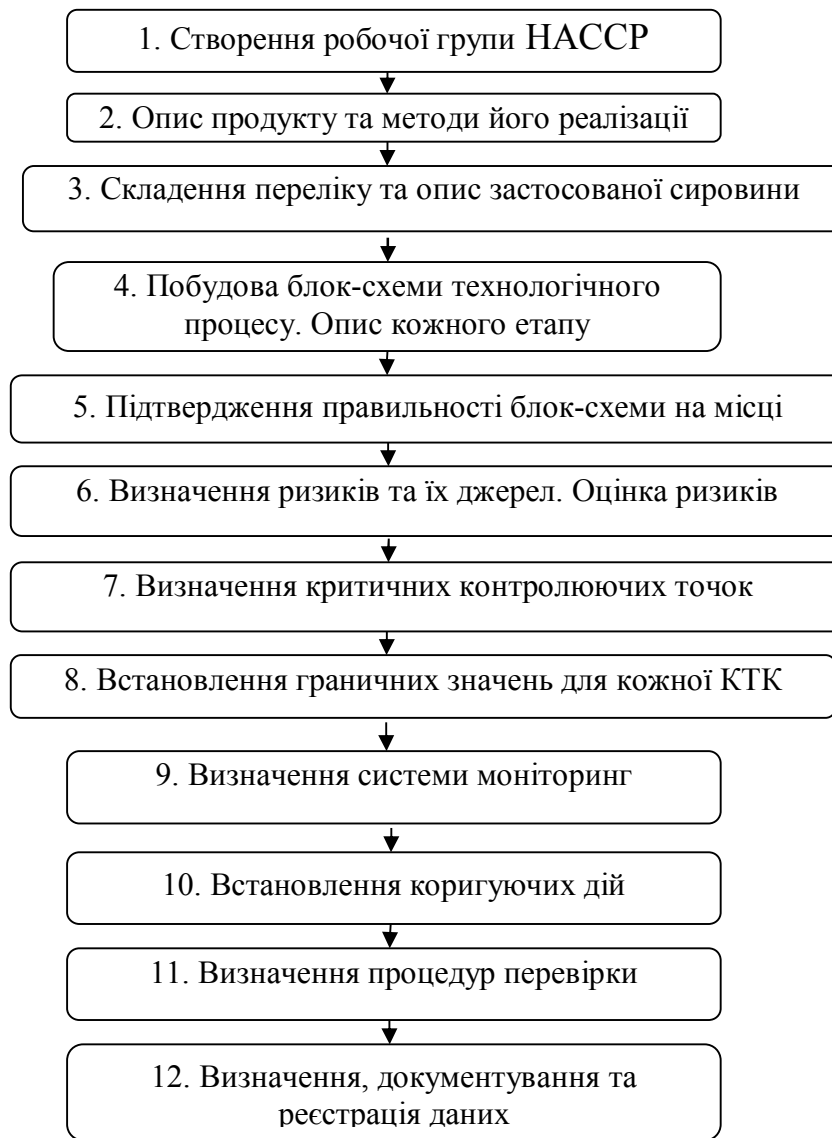 1. Створення робочої групи НАССР
2. Опис продукту та методи його реалізації
3. Складення переліку та опис застосованої сировини
4. Побудова блок-схеми технологічного
процесу. Опис кожного етапу
5. Підтвердження правильності блок-схеми на місці
6. Визначення ризиків та їх джерел. Оцінка ризиків
7. Визначення критичних контролюючих точок
8. Встановлення граничних значень для кожної КТК
9. Визначення системи моніторинг
10. Встановлення коригуючих дій
11. Визначення процедур перевірки
12. Визначення, документування та
реєстрація даних